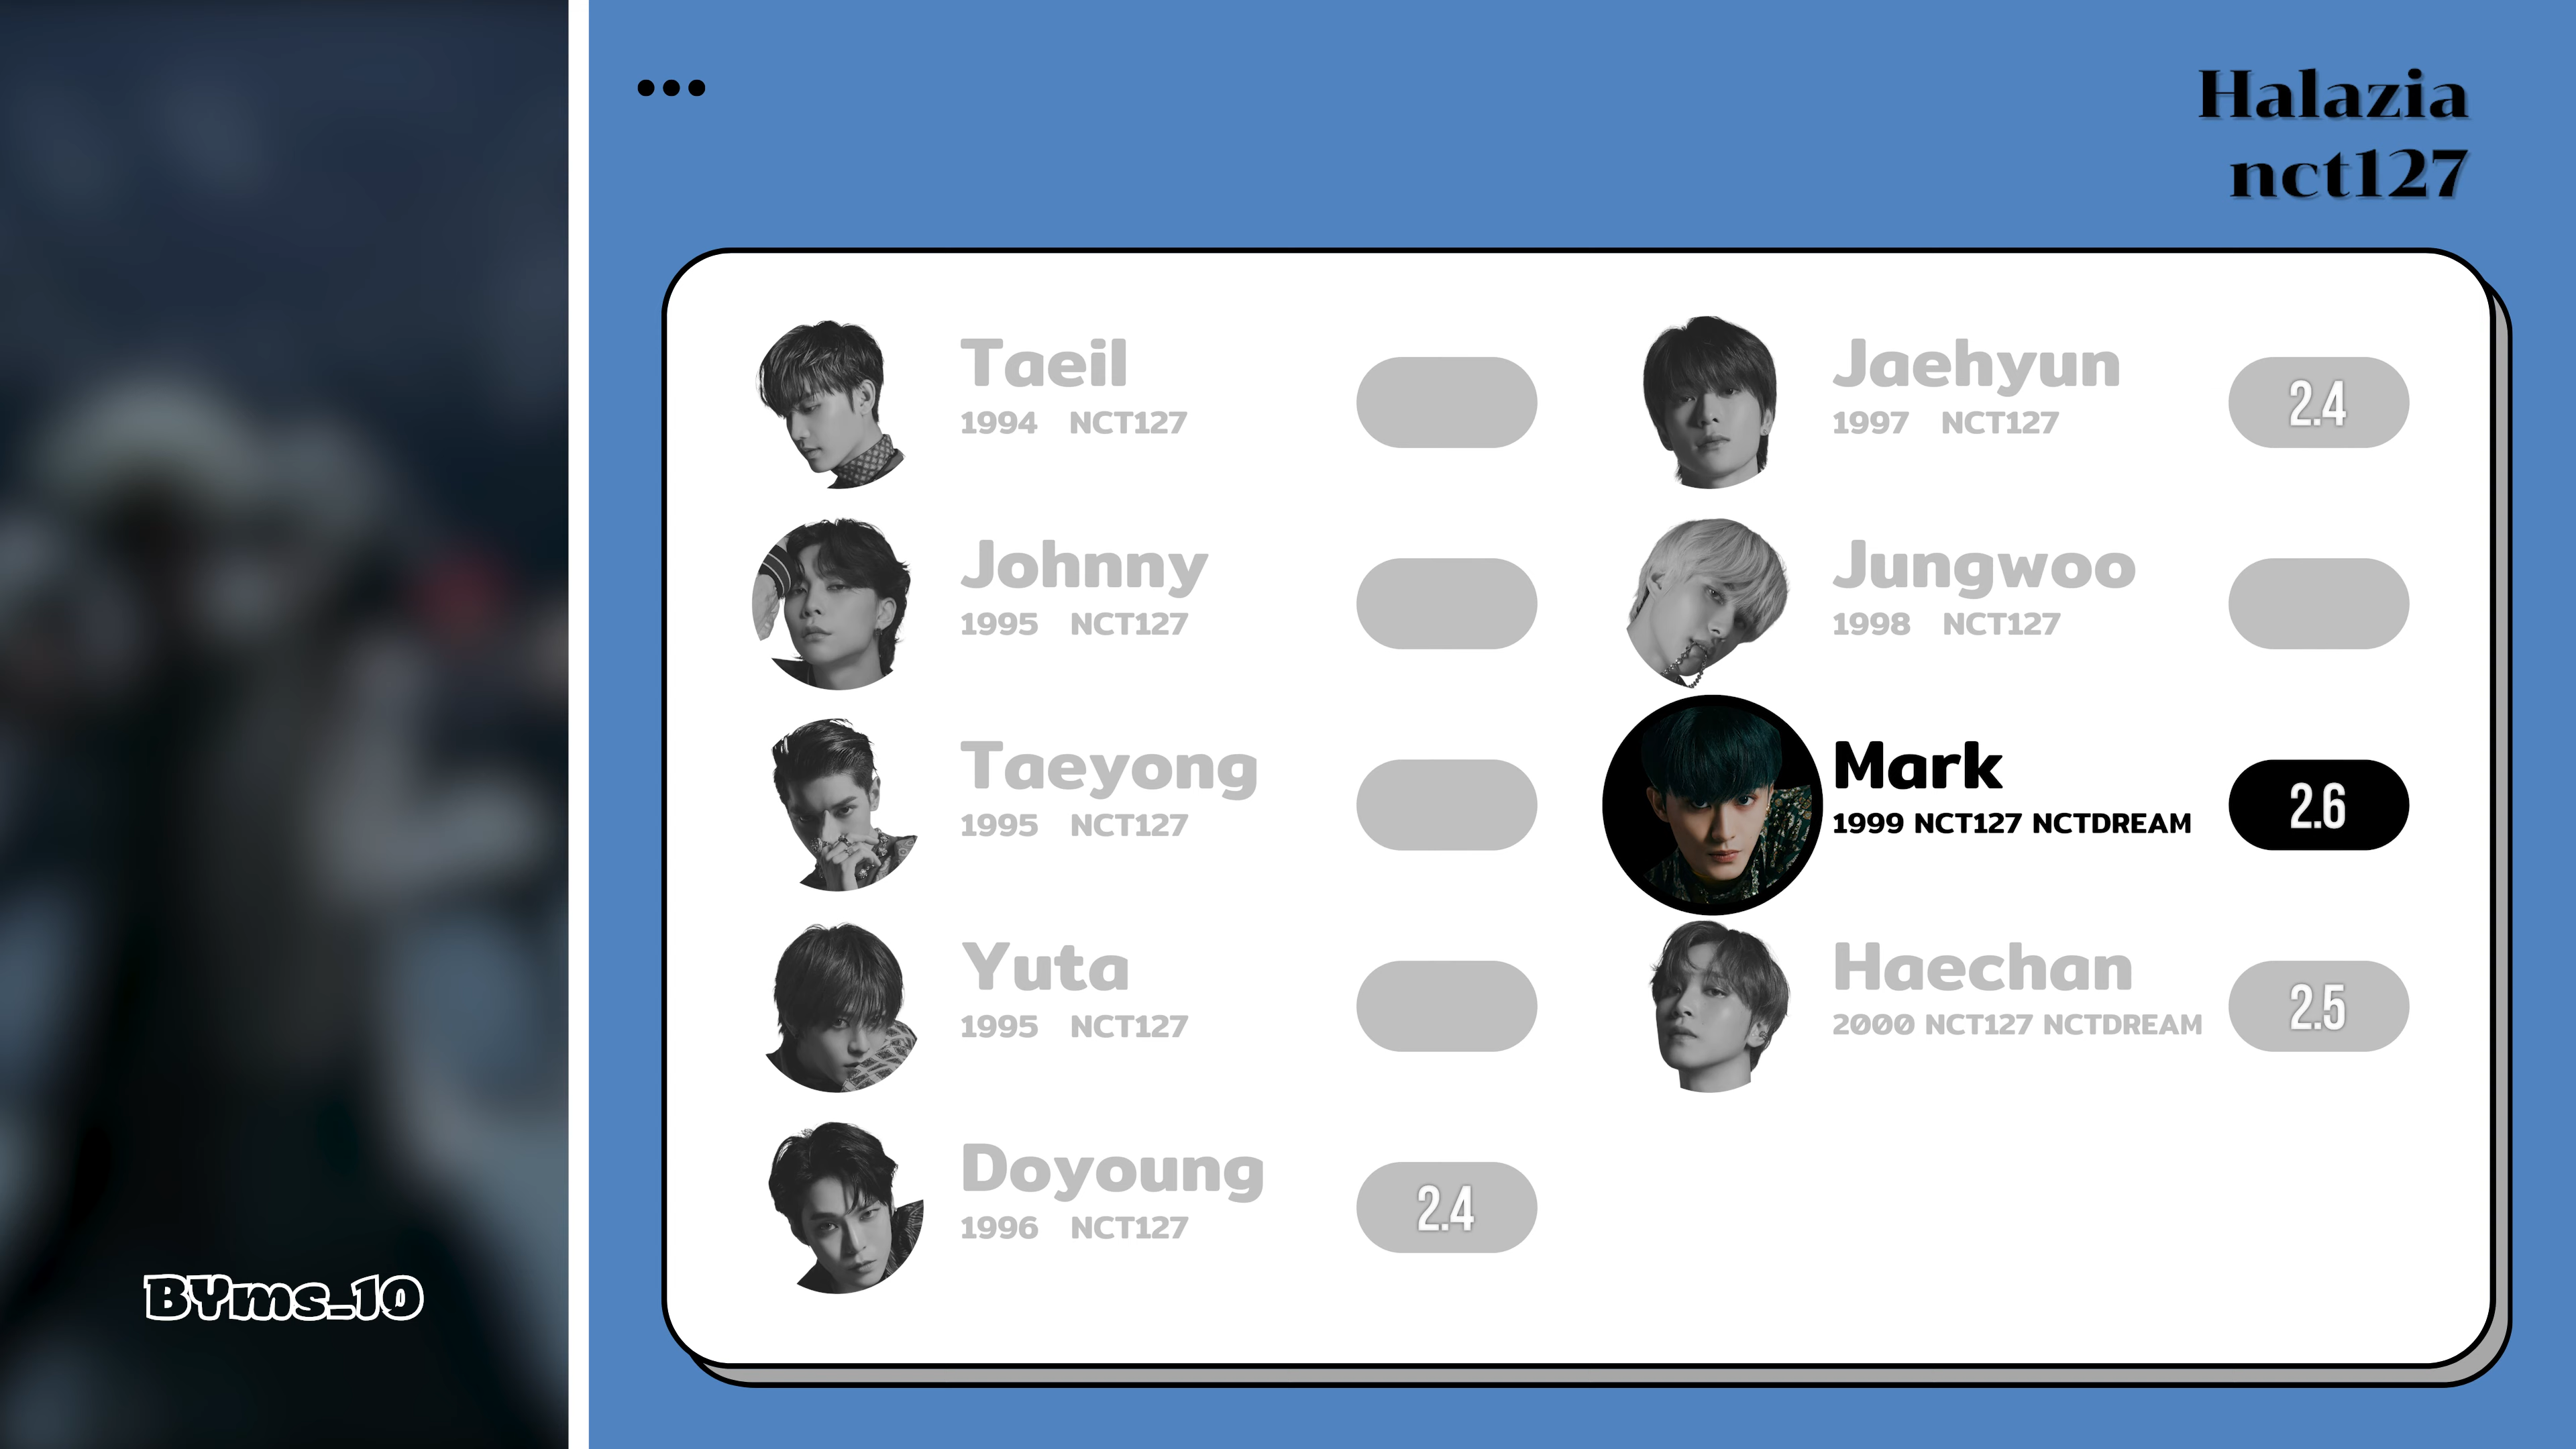 Halazia
nct127
Taeil
1994 NCT127
Johnny
1995 NCT127
Taeyong
1995 NCT127
Yuta
1995 NCT127
Doyoung
1996 NCT127
2.4
Jaehyun
1997 NCT127
2.4
Jungwoo
1998 NCT127
Mark
1999 NCT127 NCTDREAM
2.6
Haechan
2000 NCT127 NCTDREAM
2.5
BYms_10